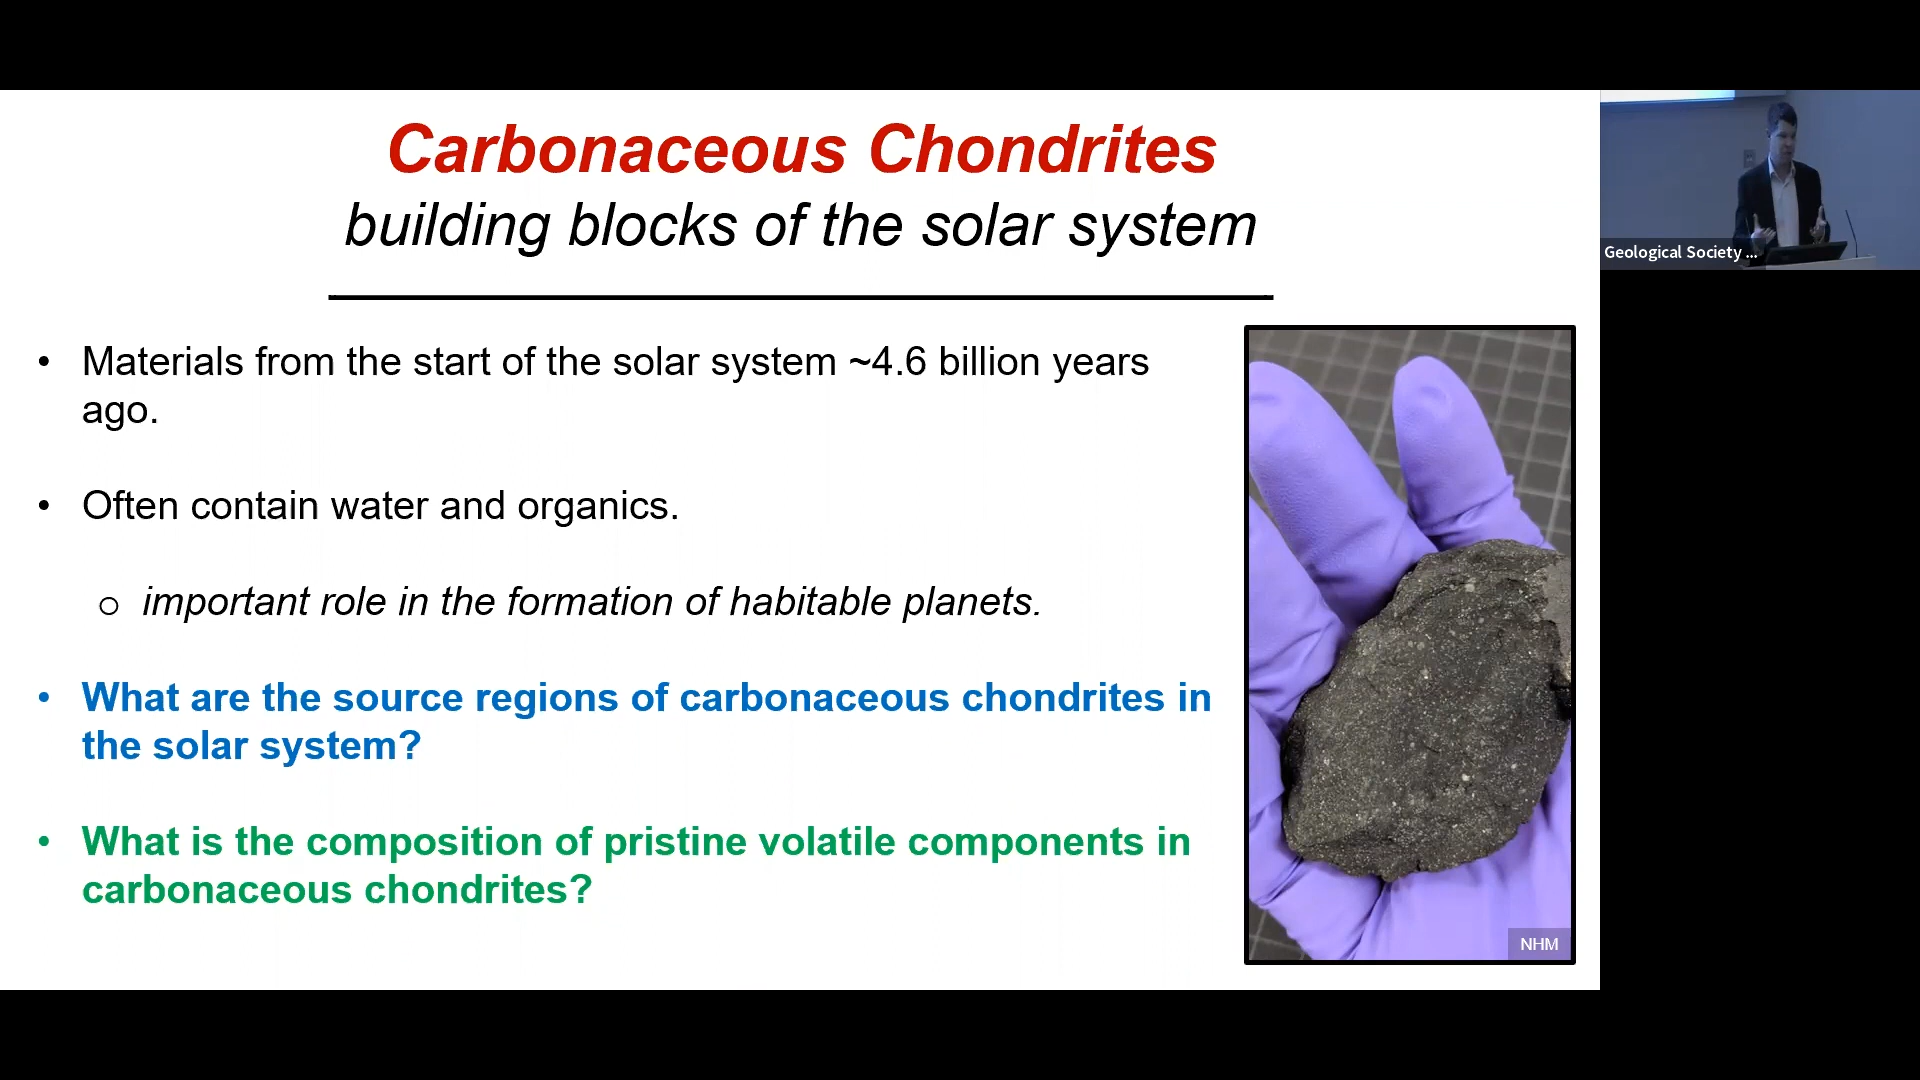 Carbonaceous Chondrites
building blocks of the solar system
• Materials from the start of the solar system ~4.6 billion years
ago.
• Often contain water and organics.
o important role in the formation of habitable planets.
• What are the source regions of carbonaceous chondrites in
the solar system?
• What is the composition of pristine volatile components in
carbonaceous chondrites?
NHM
Geological Society ...